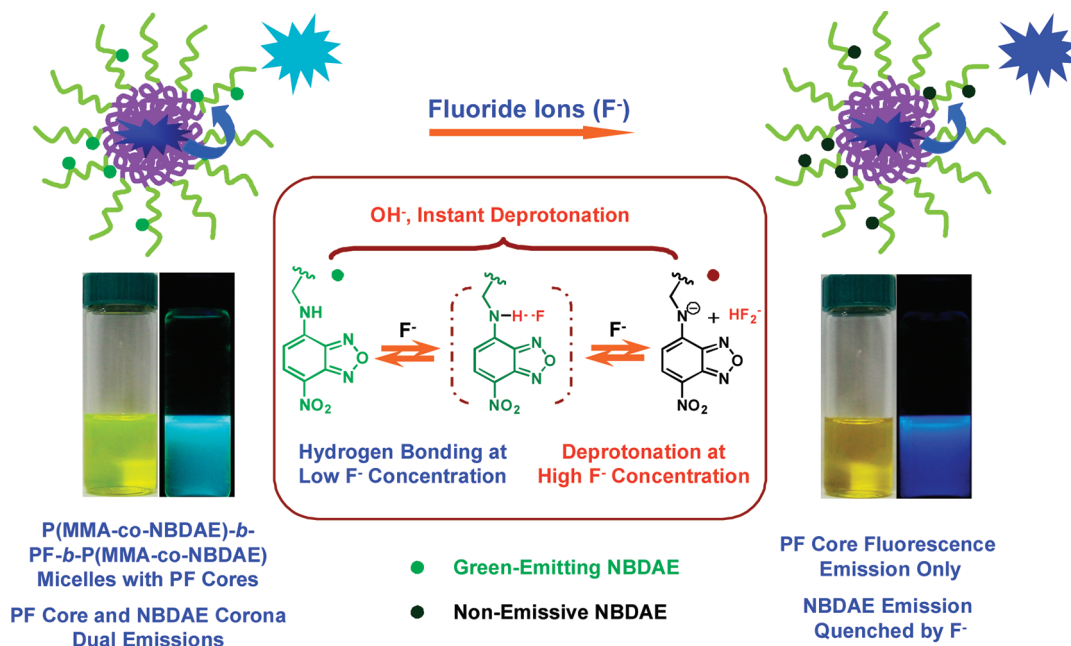 Fluoride Ions (F⁻)
OH⁻, Instant Deprotonation
NH
N
O
N
NO₂
F⁻
N-H··F
N
O
N
NO₂
F⁻
N⊖
+ HF₂⁻
N
O
N
NO₂
Hydrogen Bonding at
Low F⁻ Concentration
Deprotonation at
High F⁻ Concentration
P(MMA-co-NBDAE)-b-
PF-b-P(MMA-co-NBDAE)
Micelles with PF Cores
PF Core and NBDAE Corona
Dual Emissions
Green-Emitting NBDAE
Non-Emissive NBDAE
PF Core Fluorescence
Emission Only
NBDAE Emission
Quenched by F⁻